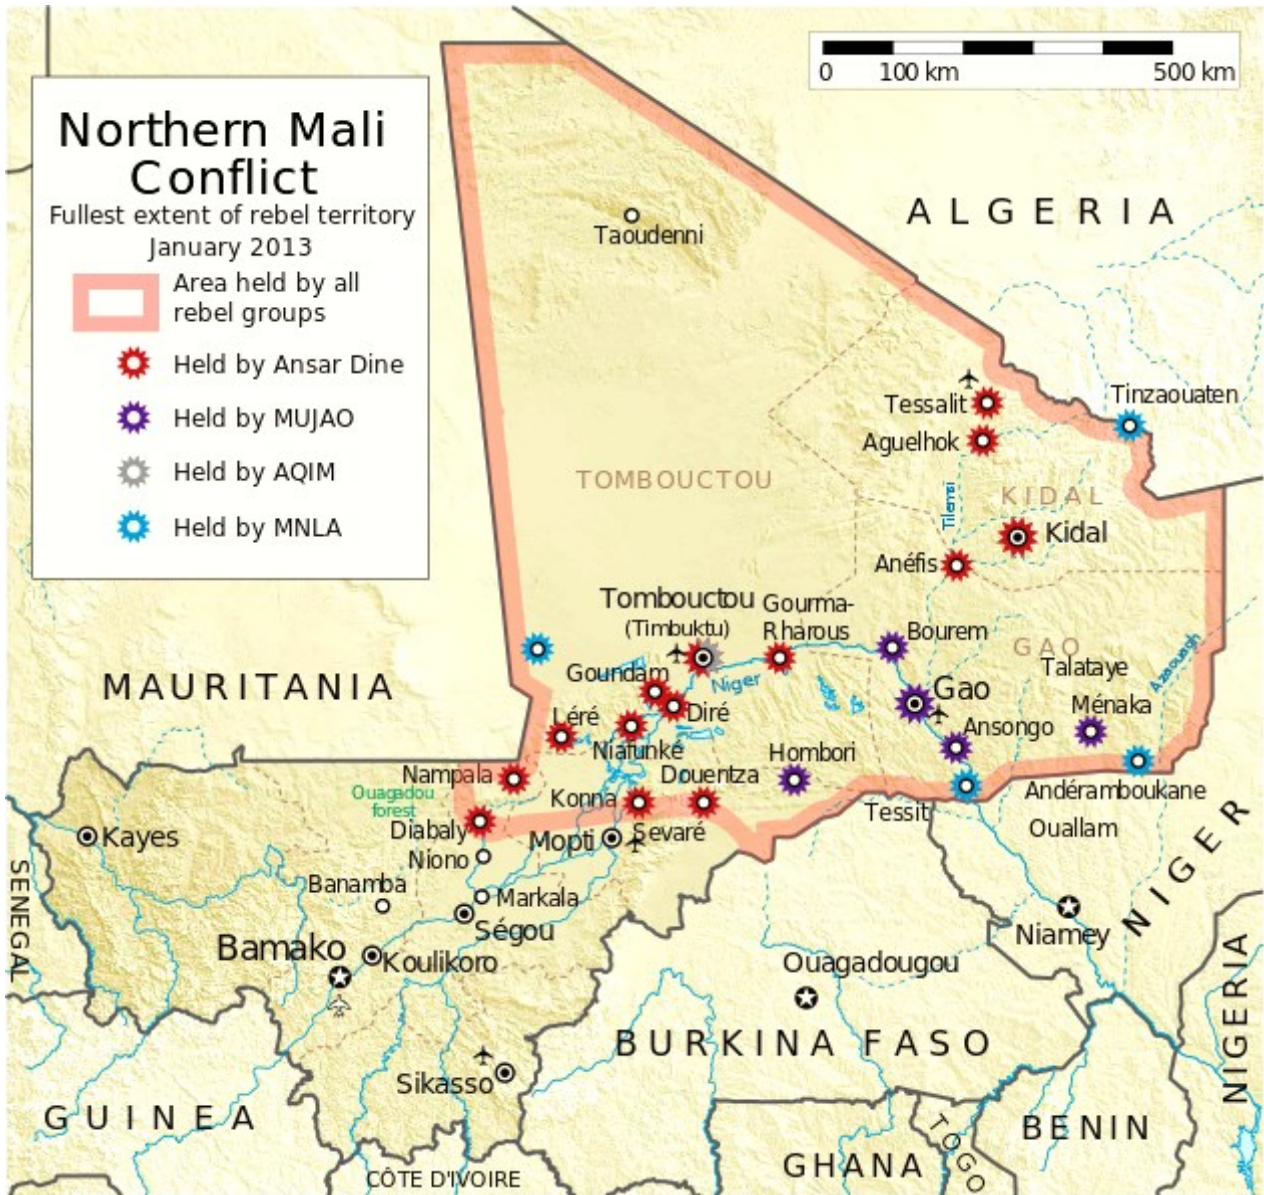 Northern Mali
Conflict
Fullest extent of rebel territory
January 2013
Area held by all
rebel groups
Held by Ansar Dine
Held by MUJAO
Held by AQIM
Held by MNLA
0 100 km 500 km
ALGERIA
Taoudenni
Tinzaouaten
Tessalit
Aguelhok
TOMBOUCTOU
KIDAL
Tilemsi
Kidal
Anéfis
Tombouctou
(Timbuktu)
Gourma-
Rharous
Bourem
GAO
Talataye
Azaouagh
Goundam
Niger
MAURITANIA
Gao
Ménaka
Léré
Diré
Ansongo
Niafunké
Hombori
Nampala
Douentza
Ouagadou
forest
Konna
Tessit
Andéramboukane
Diabaly
Sevaré
Ouallam
Kayes
Mopti
Niono
NIGER
SENEGAL
Banamba
Markala
Ségou
Niamey
Bamako
Koulikoro
Ouagadougou
BURKINA FASO
NIGERIA
Sikasso
GUINEA
BENIN
TOGO
GHANA
CÔTE D'IVOIRE